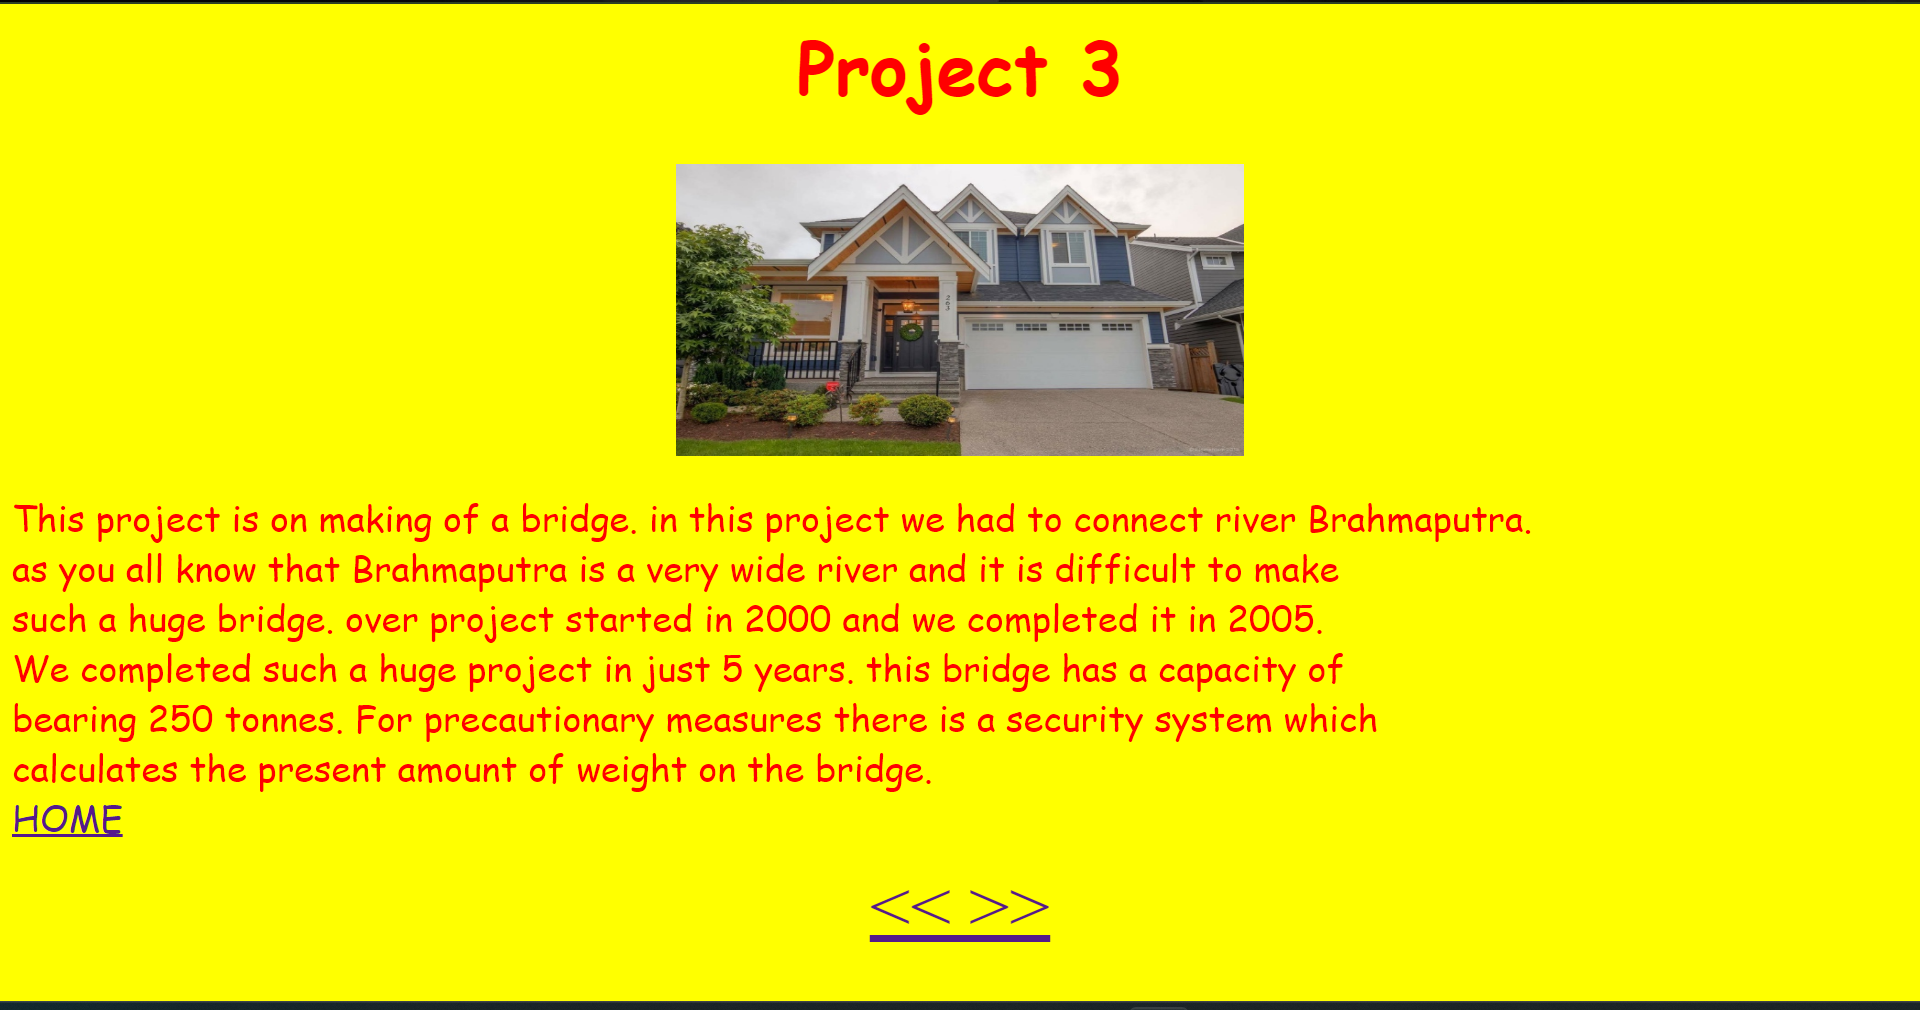 Project 3
263
This project is on making of a bridge. in this project we had to connect river Brahmaputra.
as you all know that Brahmaputra is a very wide river and it is difficult to make
such a huge bridge. over project started in 2000 and we completed it in 2005.
We completed such a huge project in just 5 years. this bridge has a capacity of
bearing 250 tonnes. For precautionary measures there is a security system which
calculates the present amount of weight on the bridge.
HOME
<< >>